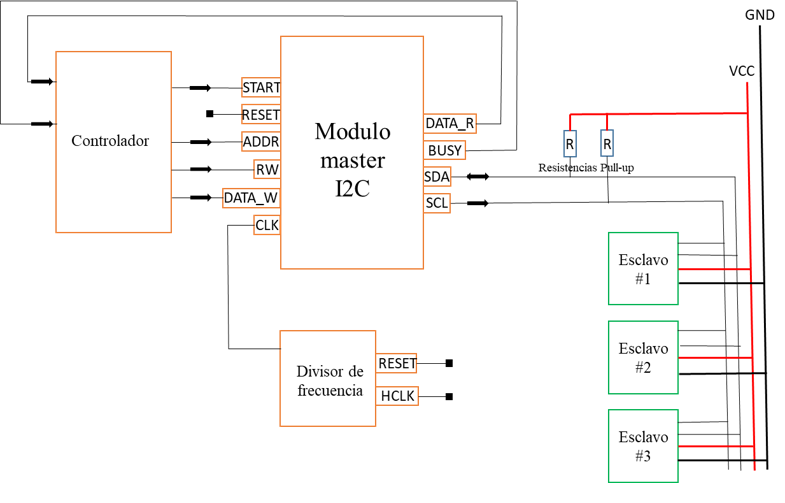 GND
VCC
Controlador
START
RESET
ADDR
RW
DATA_W
CLK
Modulo
master
I2C
DATA_R
BUSY
SDA
SCL
R
R
Resistencias Pull-up
Esclavo
#1
Esclavo
#2
Esclavo
#3
Divisor de
frecuencia
RESET
HCLK